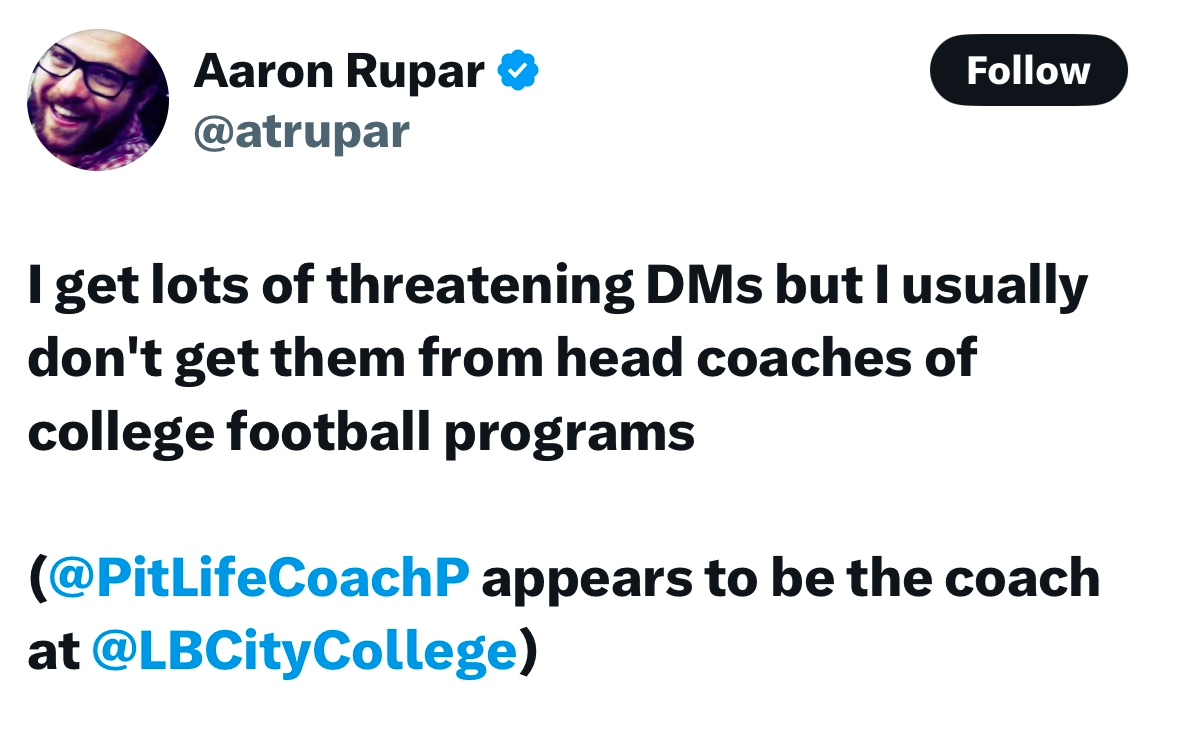 Aaron Rupar
Follow
@atrupar
I get lots of threatening DMs but I usually
don't get them from head coaches of
college football programs
(@PitLifeCoachP appears to be the coach
at @LBCityCollege)